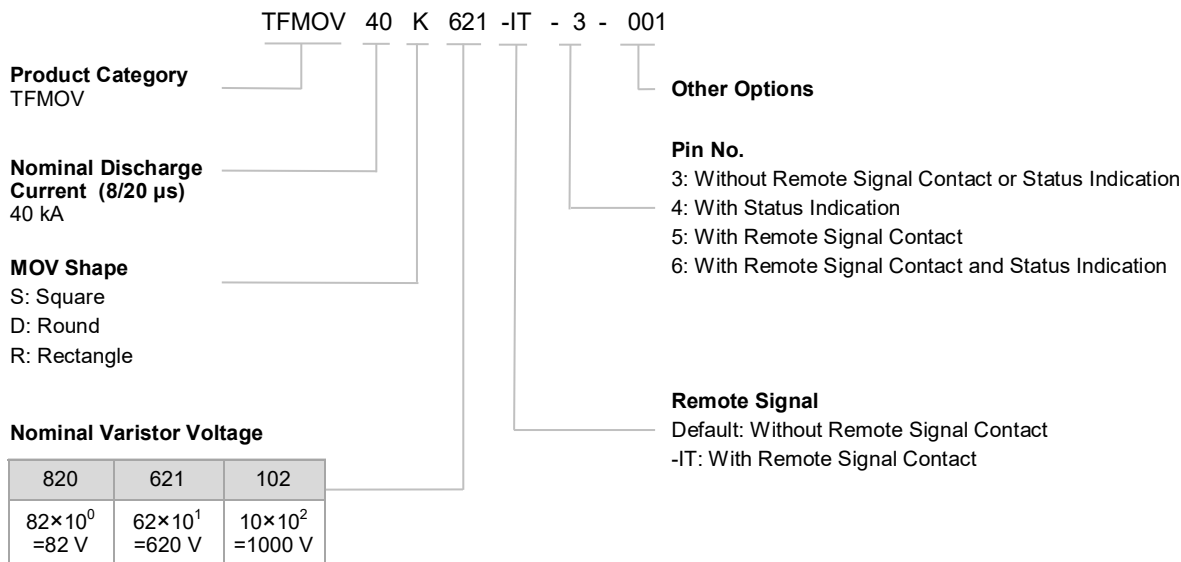 TFMOV 40 K 621 -IT - 3 - 001
Product Category
TFMOV
Nominal Discharge
Current (8/20 μs)
40 kA
MOV Shape
S: Square
D: Round
R: Rectangle
Nominal Varistor Voltage
820 621 102
82×10⁰ 62×10¹ 10×10²
=82 V =620 V =1000 V
Other Options
Pin No.
3: Without Remote Signal Contact or Status Indication
4: With Status Indication
5: With Remote Signal Contact
6: With Remote Signal Contact and Status Indication
Remote Signal
Default: Without Remote Signal Contact
-IT: With Remote Signal Contact